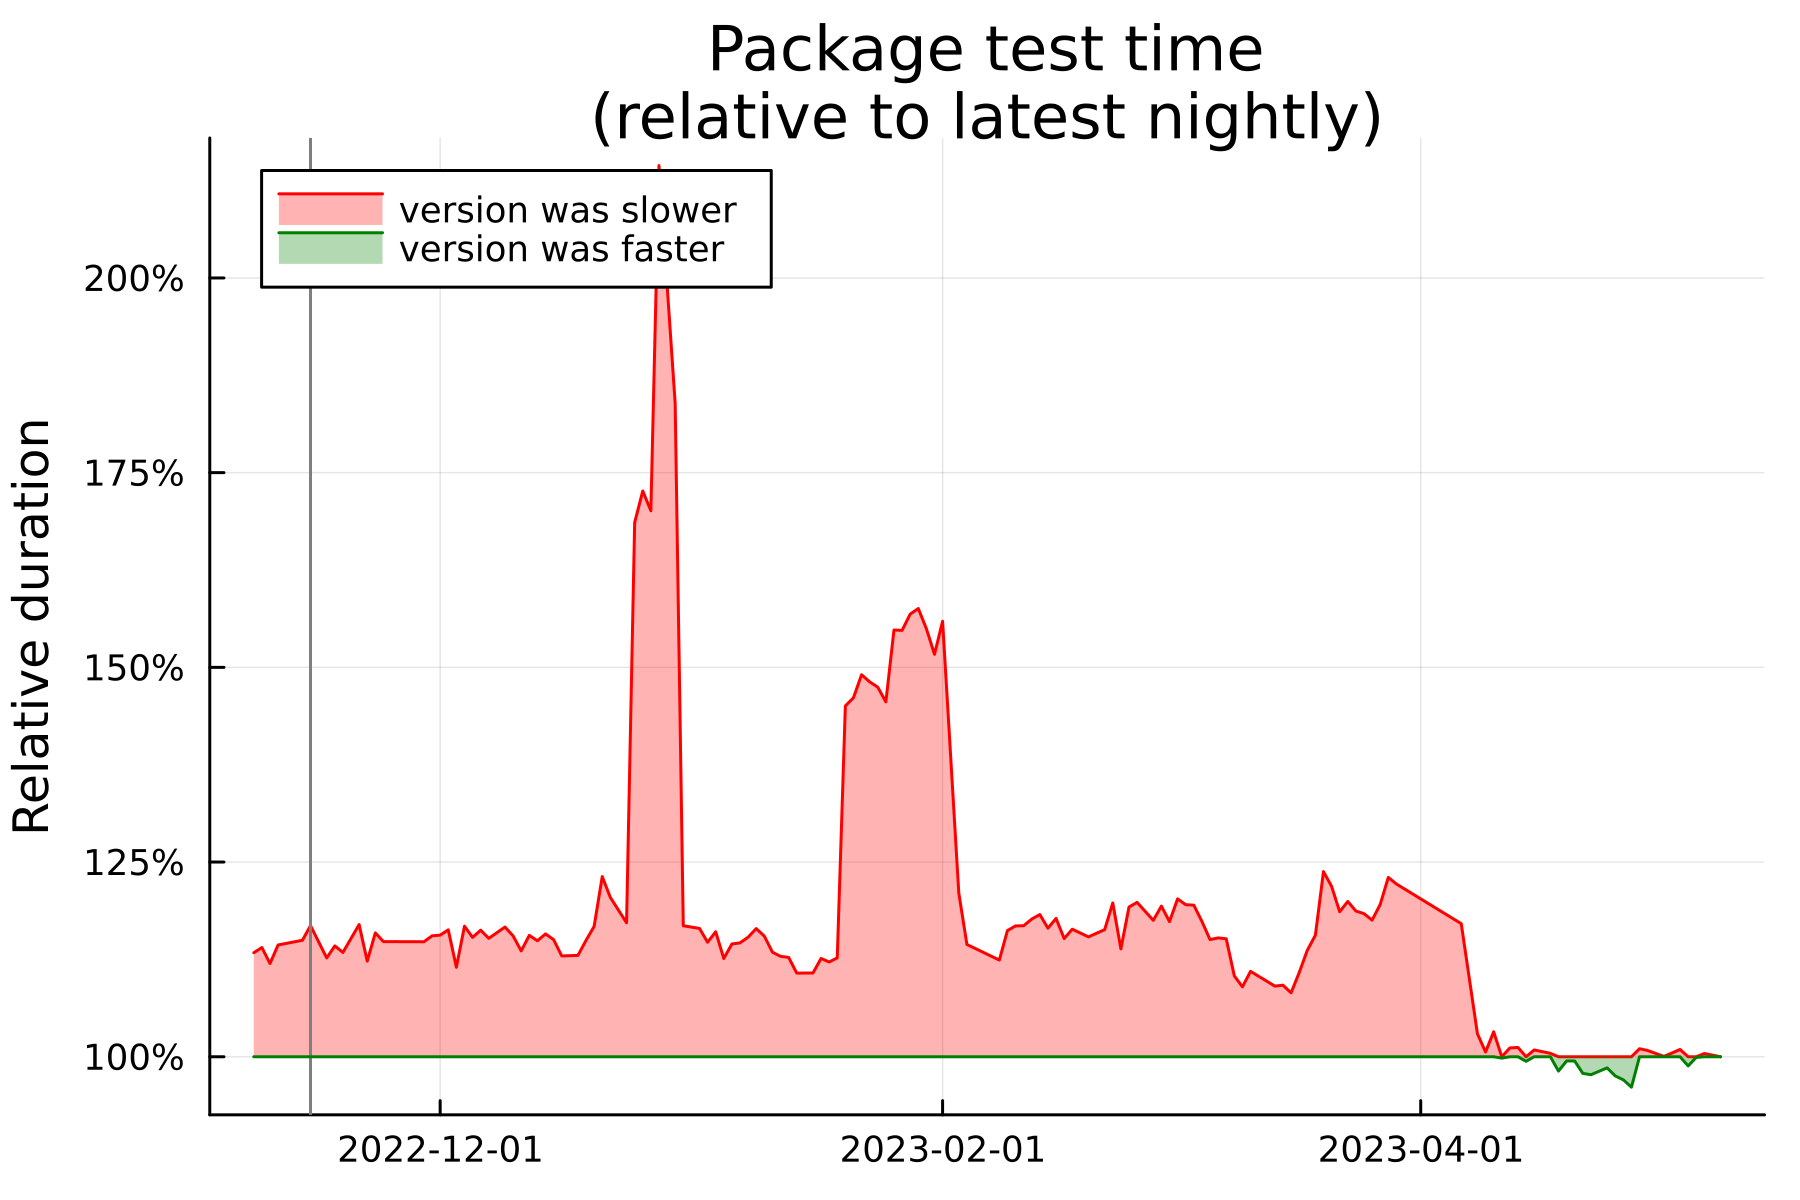 Package test time
(relative to latest nightly)
version was slower
version was faster
200%
175%
150%
125%
100%
Relative duration
2022-12-01
2023-02-01
2023-04-01